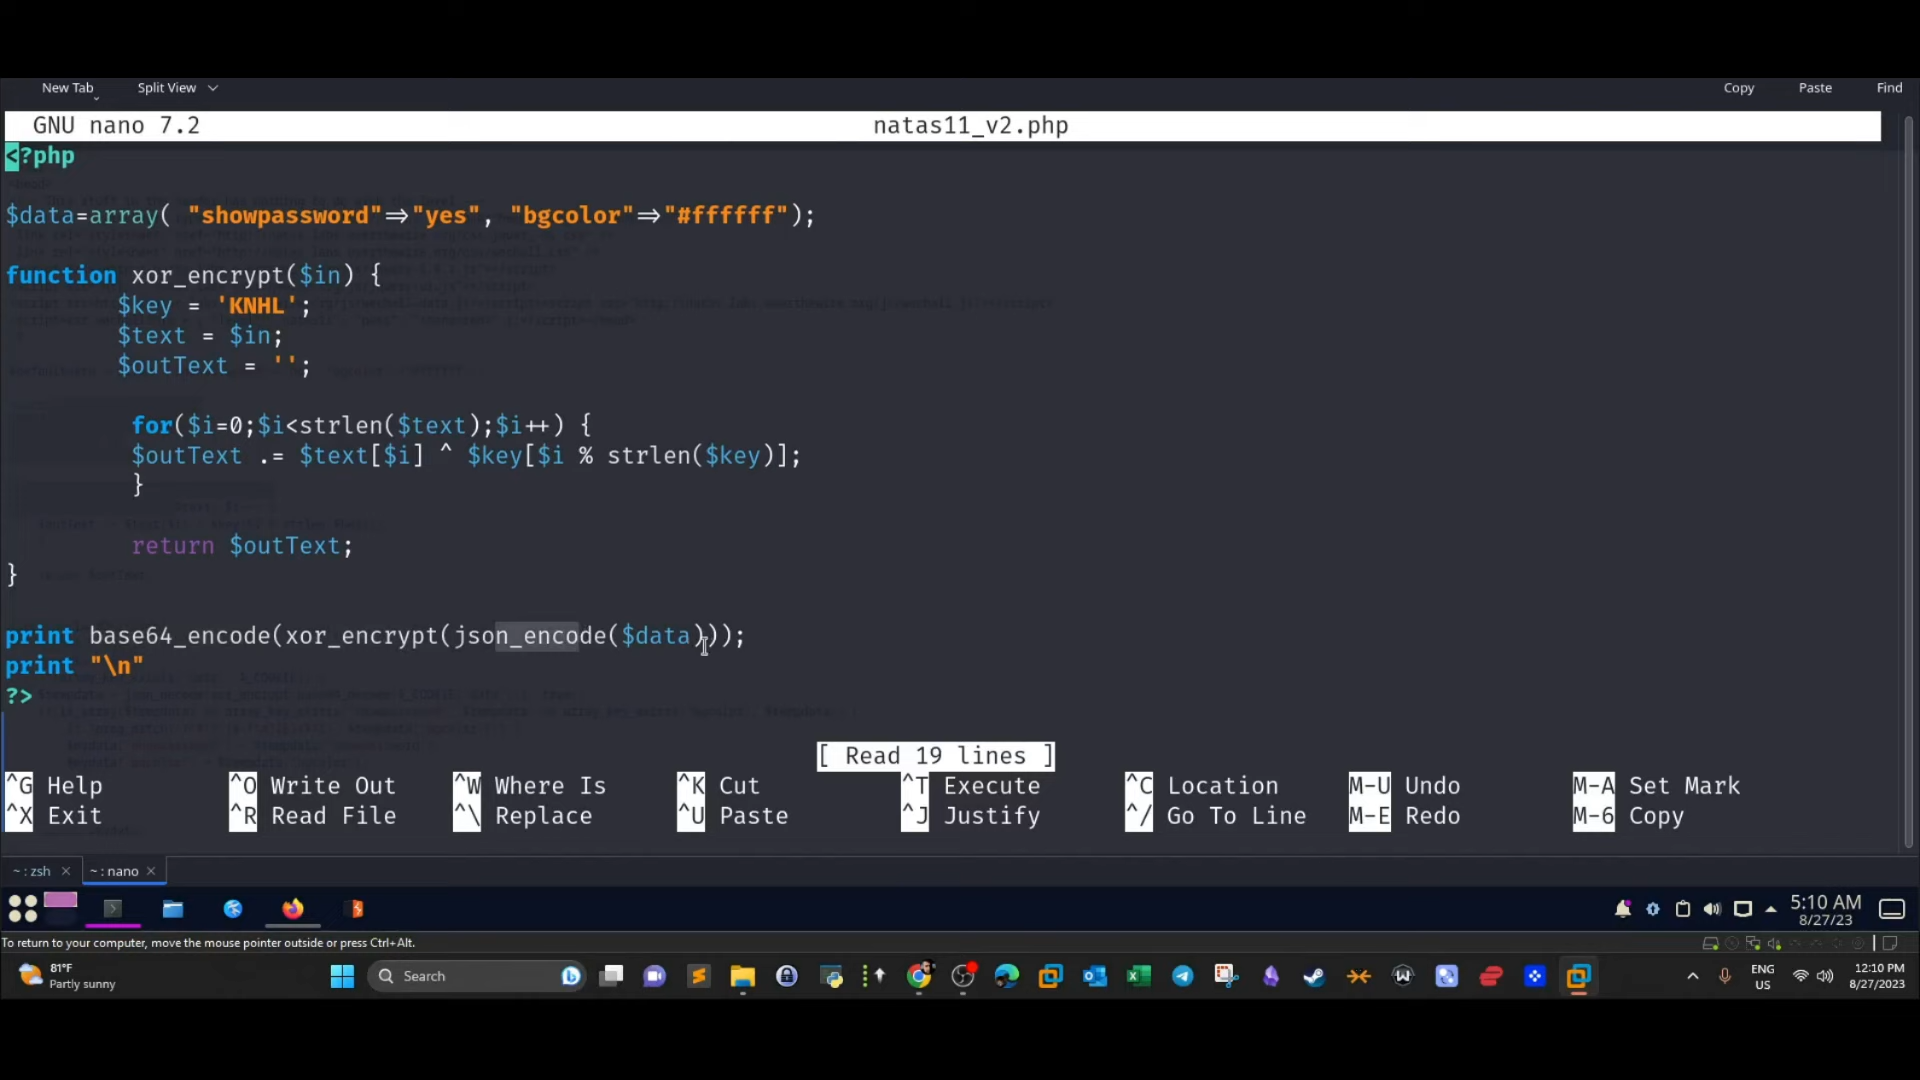 New Tab Split View Copy Paste Find
GNU nano 7.2 natas11_v2.php
<?php
$data=array( "showpassword"=>"yes", "bgcolor"=>"#ffffff");
function xor_encrypt($in) {
$key = 'KNHL';
$text = $in;
$outText = '';
for($i=0;$i<strlen($text);$i++) {
$outText .= $text[$i] ^ $key[$i % strlen($key)];
}
return $outText;
}
print base64_encode(xor_encrypt(json_encode($data)));
print "\n"
?>
[ Read 19 lines ]
^G Help ^O Write Out ^W Where Is ^K Cut ^T Execute ^C Location M-U Undo M-A Set Mark
^X Exit ^R Read File ^\ Replace ^U Paste ^J Justify ^/ Go To Line M-E Redo M-6 Copy
~ : zsh ~ : nano
5:10 AM
8/27/23
To return to your computer, move the mouse pointer outside or press Ctrl+Alt.
81°F
Partly sunny
Search
ENG
US
12:10 PM
8/27/2023